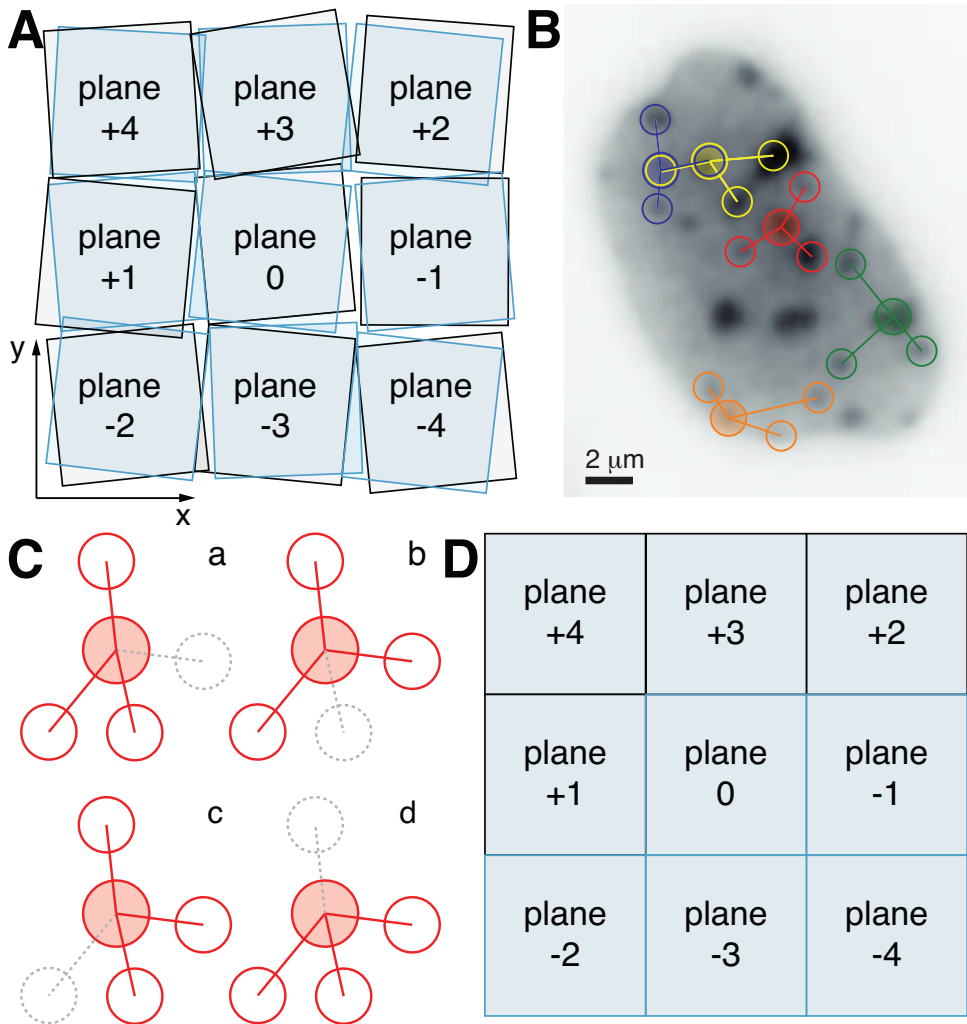 A
plane
+4
plane
+3
plane
+2
plane
+1
plane
0
plane
-1
plane
-2
plane
-3
plane
-4
y
x
B
2 μm
C
a
b
c
d
D
plane
+4
plane
+3
plane
+2
plane
+1
plane
0
plane
-1
plane
-2
plane
-3
plane
-4